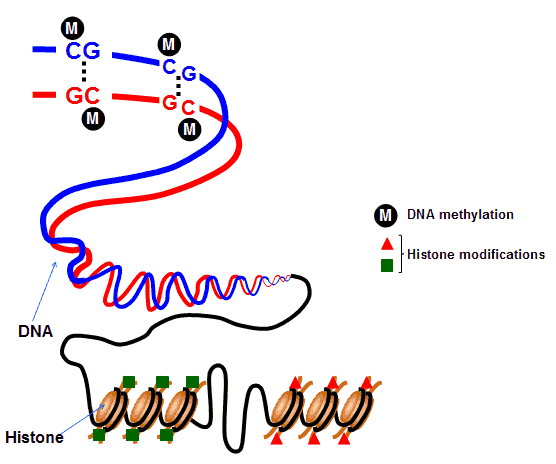 M M
CG CG
GC GC
M M
M DNA methylation
Histone modifications
DNA
Histone